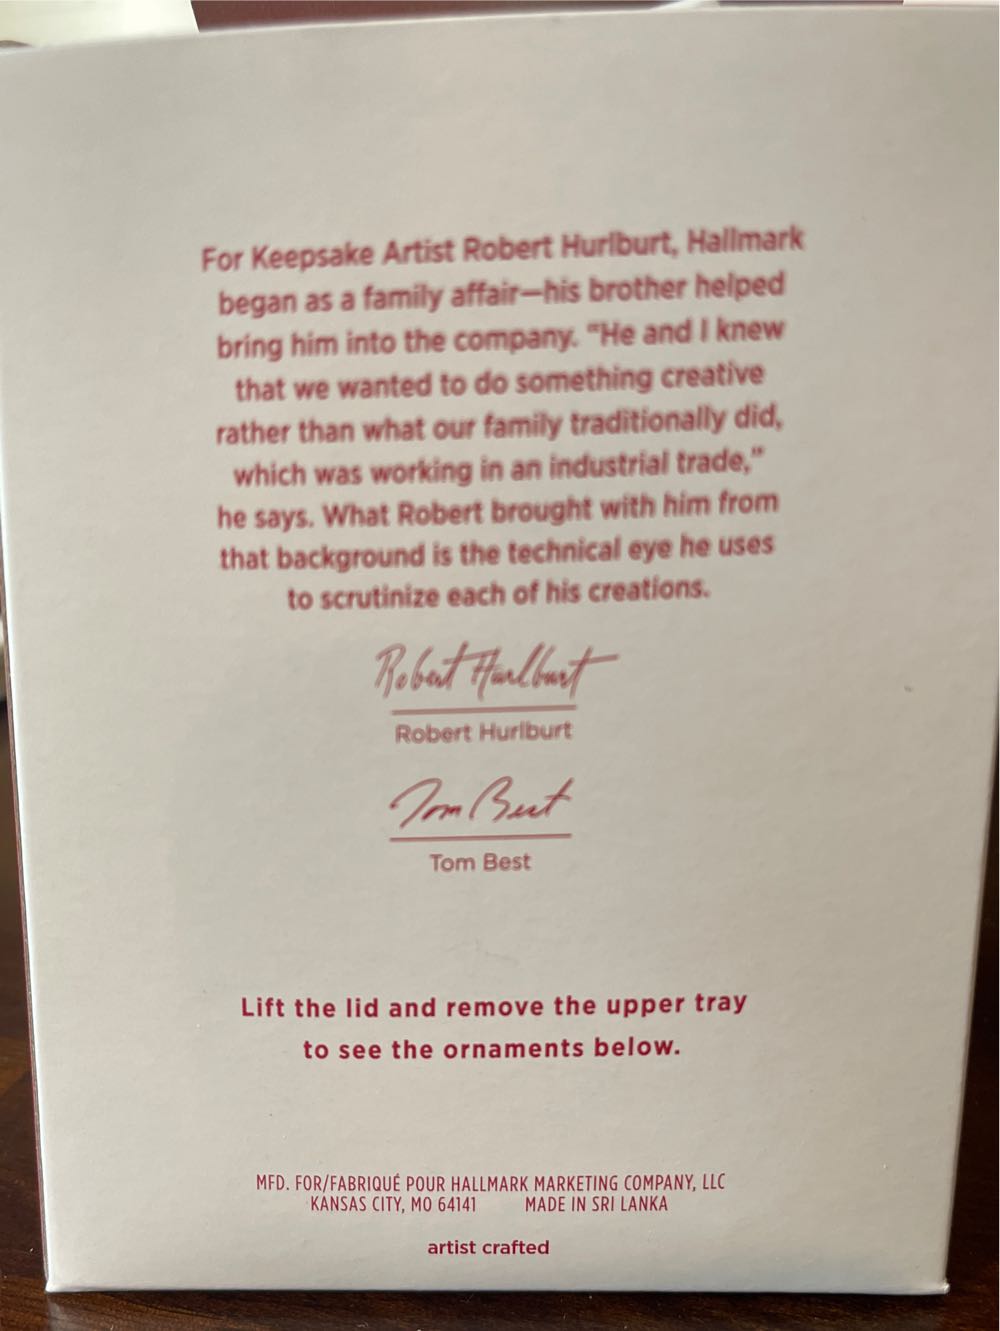 For Keepsake Artist Robert Hurlburt, Hallmark
began as a family affair—his brother helped
bring him into the company. “He and I knew
that we wanted to do something creative
rather than what our family traditionally did,
which was working in an industrial trade,”
he says. What Robert brought with him from
that background is the technical eye he uses
to scrutinize each of his creations.
Robert Hurlburt
Robert Hurlburt
Tom Best
Tom Best
Lift the lid and remove the upper tray
to see the ornaments below.
MFD. FOR/FABRIQUÉ POUR HALLMARK MARKETING COMPANY, LLC
KANSAS CITY, MO 64141 MADE IN SRI LANKA
artist crafted